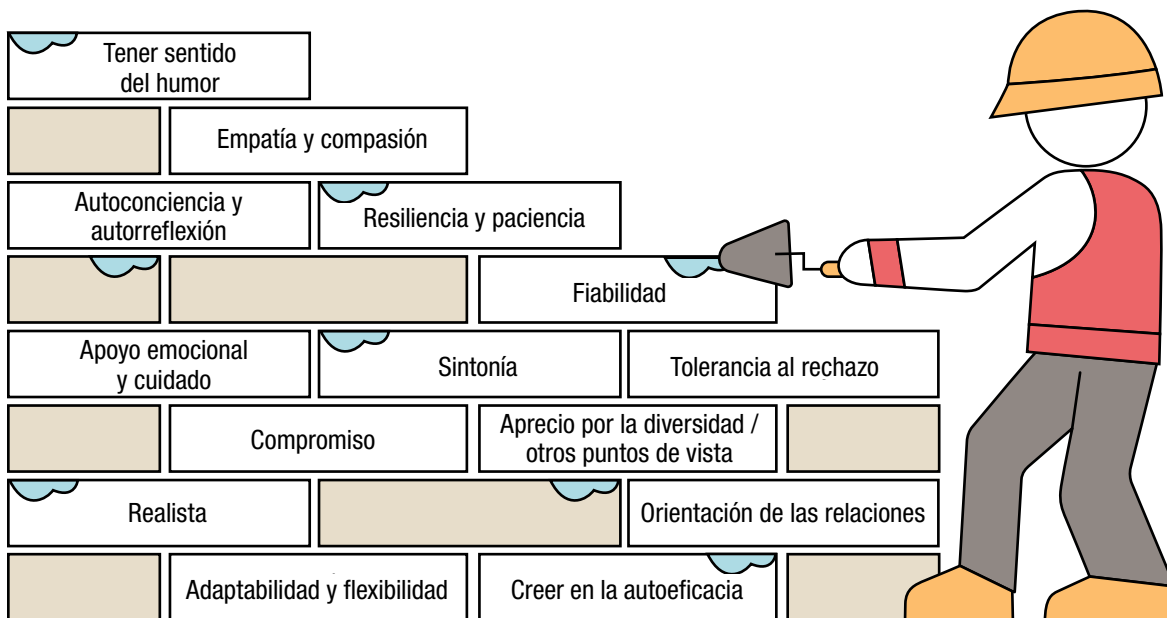 Tener sentido
del humor
Empatía y compasión
Autoconciencia y
autorreflexión
Resiliencia y paciencia
Fiabilidad
Apoyo emocional
y cuidado
Sintonía
Tolerancia al rechazo
Compromiso
Aprecio por la diversidad /
otros puntos de vista
Realista
Orientación de las relaciones
Adaptabilidad y flexibilidad
Creer en la autoeficacia